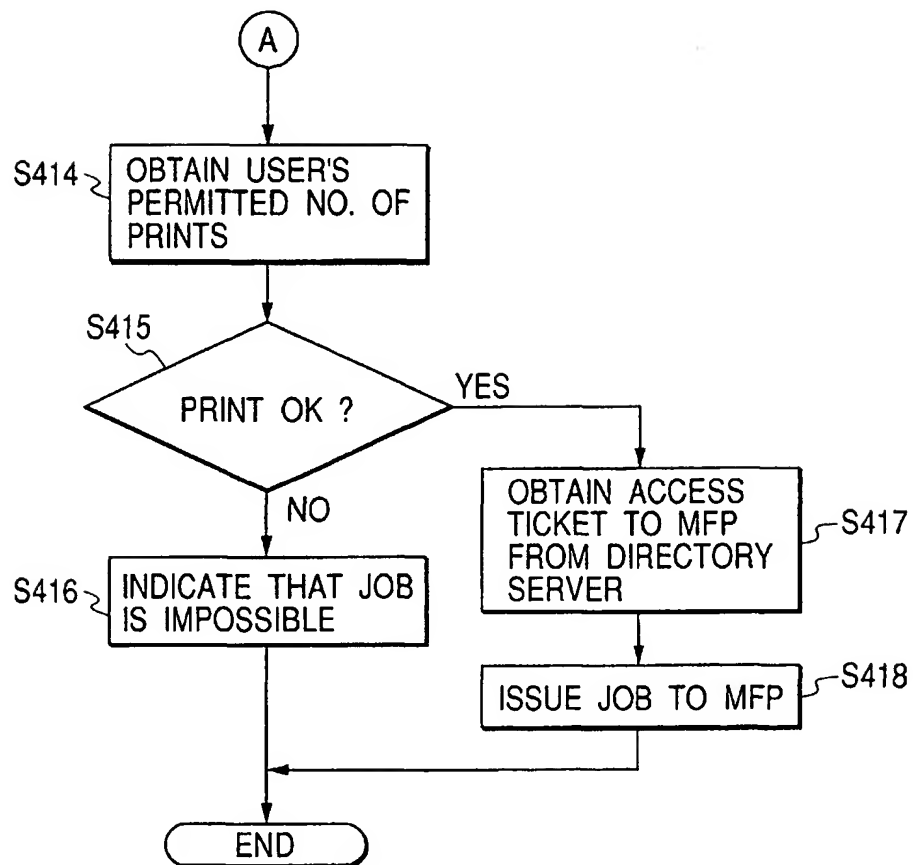 A
S414
OBTAIN USER'S
PERMITTED NO. OF
PRINTS
S415
PRINT OK ?
YES
NO
OBTAIN ACCESS
TICKET TO MFP
FROM DIRECTORY
SERVER
S417
S416
INDICATE THAT JOB
IS IMPOSSIBLE
ISSUE JOB TO MFP
S418
END